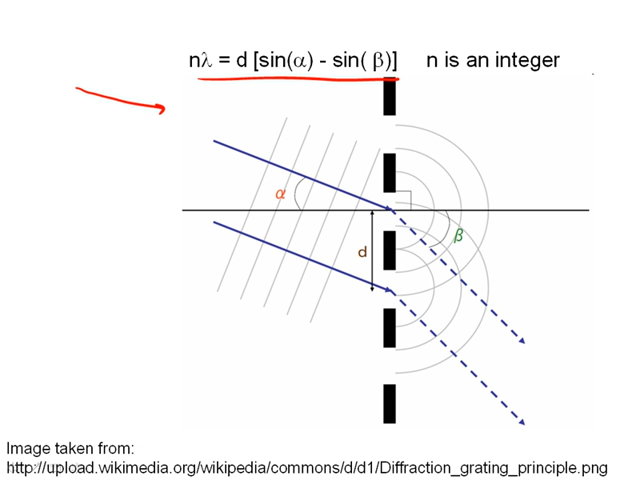 nλ = d [sin(α) - sin( β)] n is an integer
α
β
d
Image taken from:
http://upload.wikimedia.org/wikipedia/commons/d/d1/Diffraction_grating_principle.png